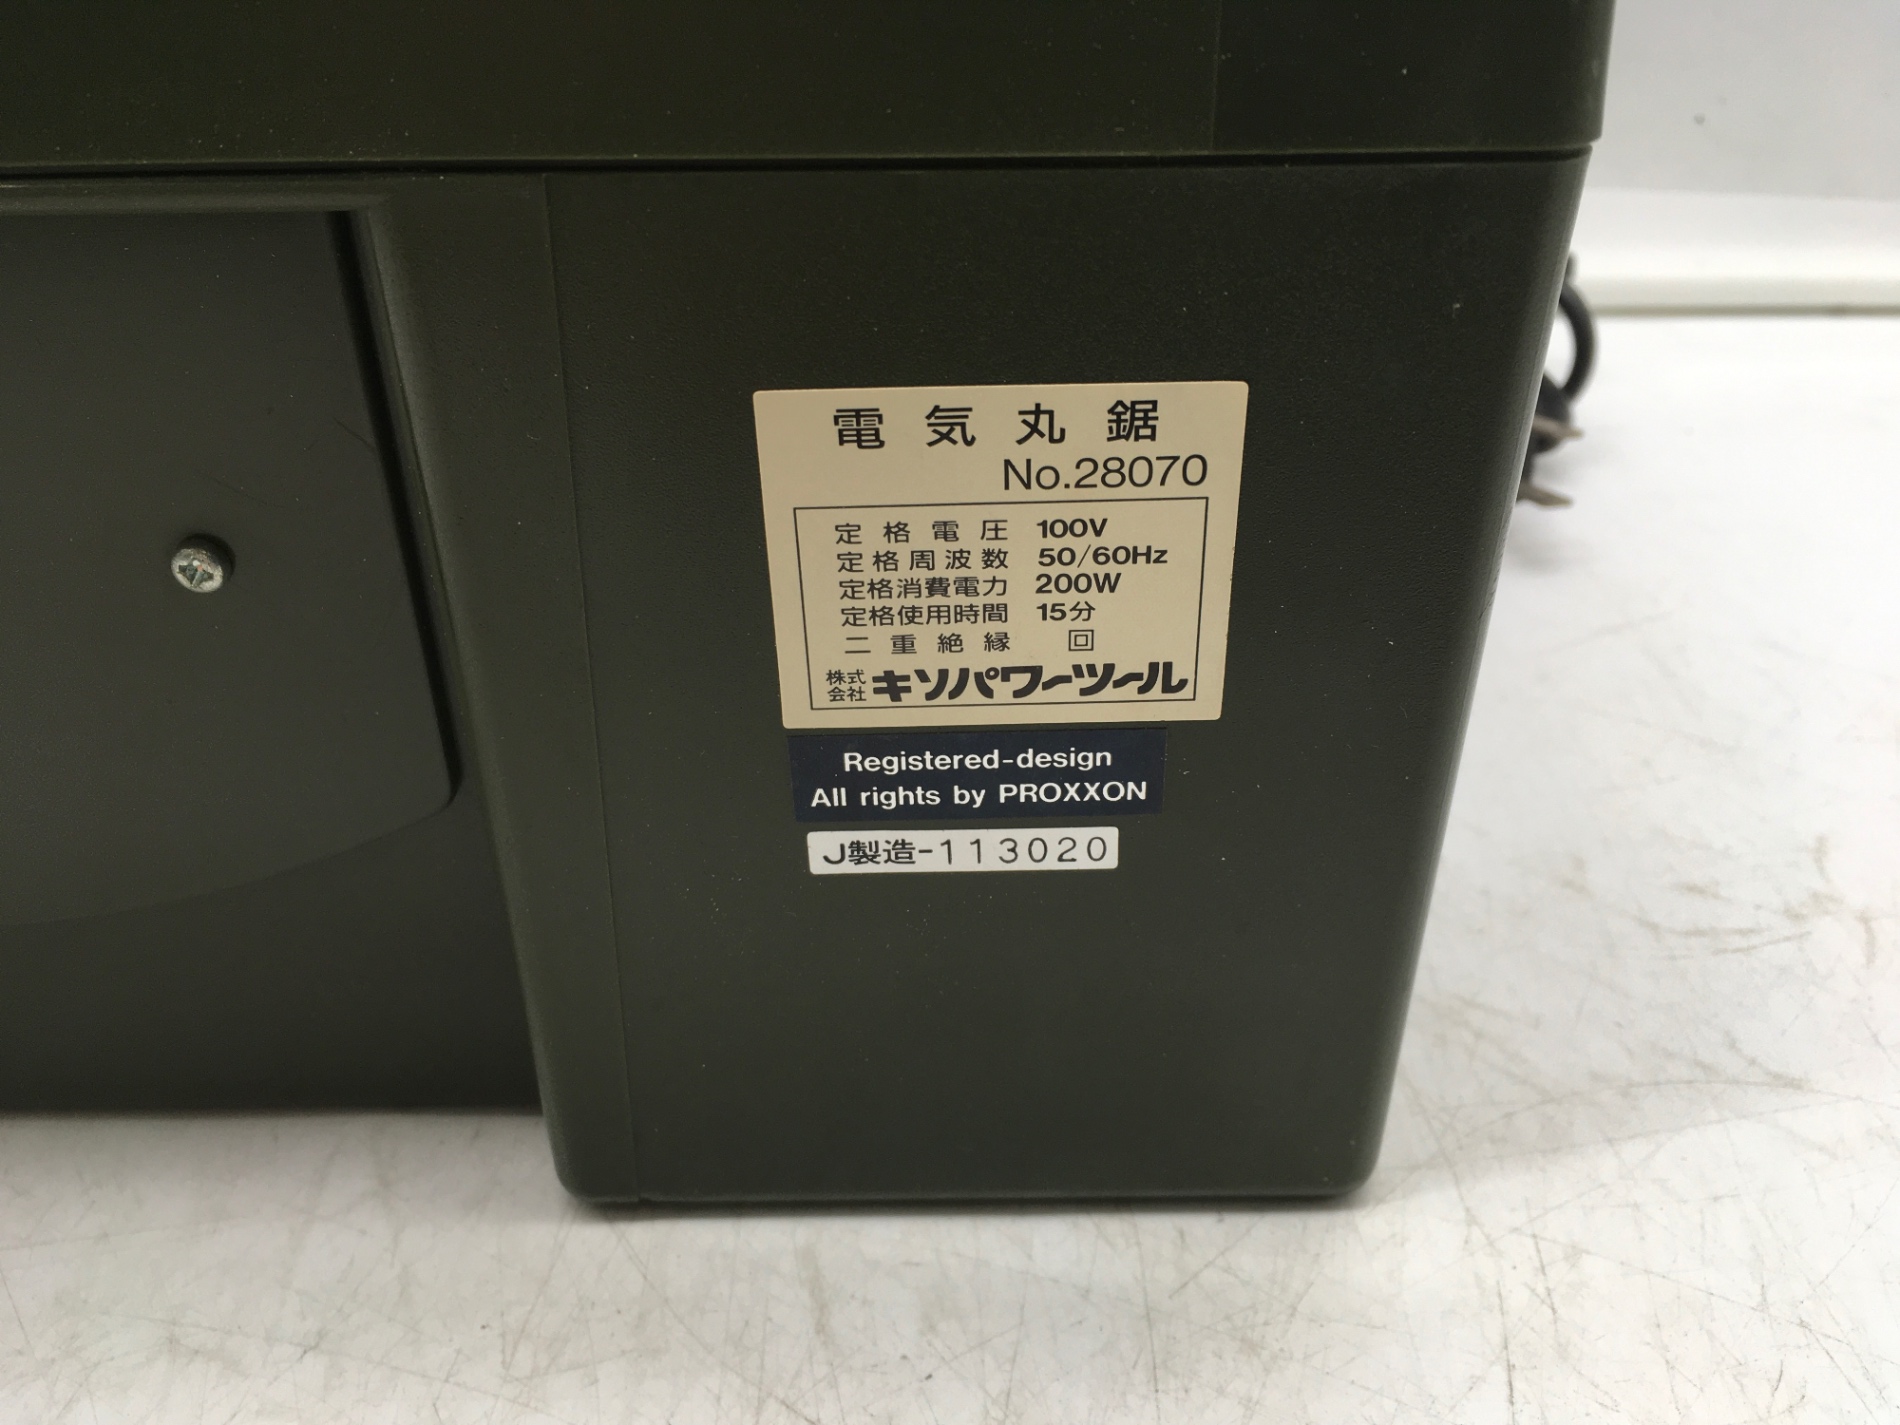 電気丸鋸
No.28070
定格電圧 100V
定格周波数 50/60Hz
定格消費電力 200W
定格使用時間 15分
二重絶縁 回
株式会社 キソパワーツール
Registered-design
All rights by PROXXON
J製造-113020